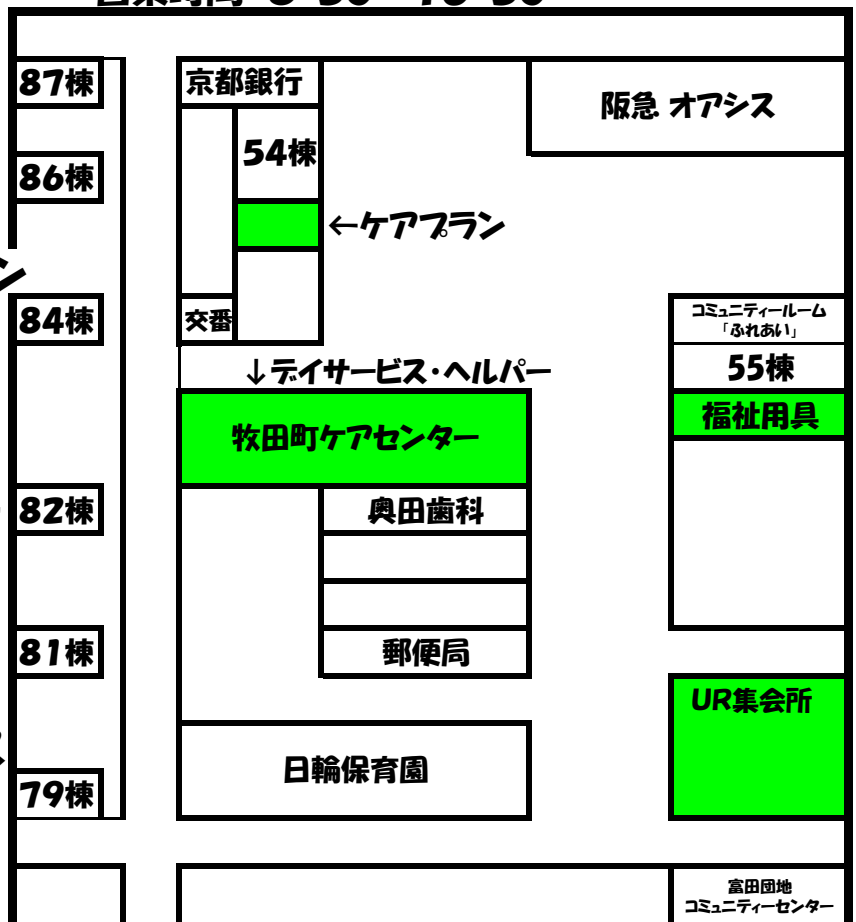 87棟
京都銀行
阪急 オアシス
54棟
86棟
←ケアプラン
84棟
交番
コミュニティールーム
「ふれあい」
↓デイサービス・ヘルパー
55棟
牧田町ケアセンター
福祉用具
82棟
奥田歯科
81棟
郵便局
UR集会所
日輪保育園
79棟
富田団地
コミュニティーセンター